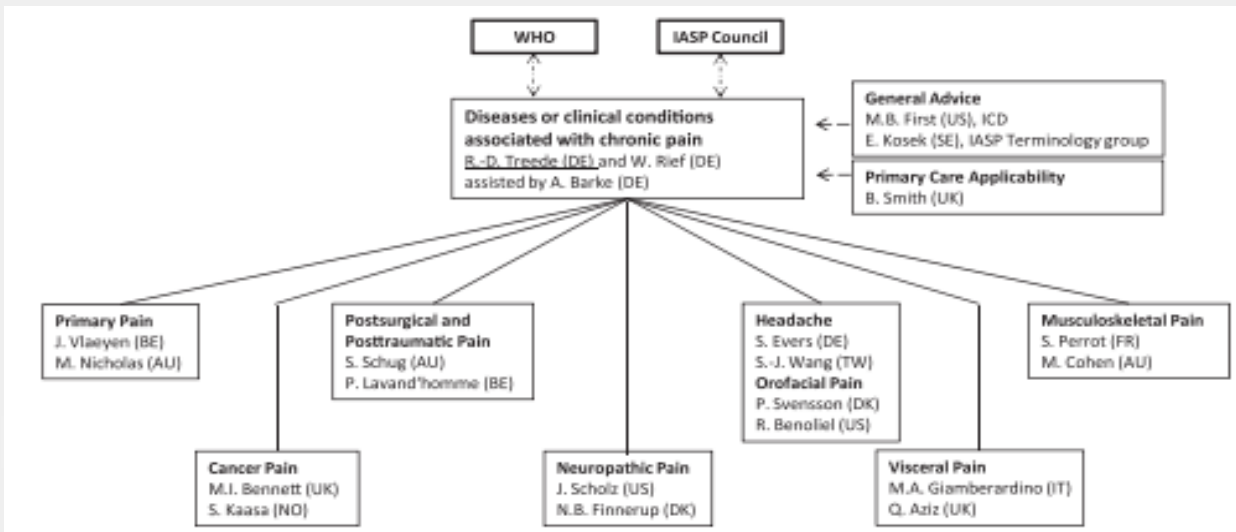 WHO
IASP Council
Diseases or clinical conditions
associated with chronic pain
R.-D. Treede (DE) and W. Rief (DE)
assisted by A. Barke (DE)
General Advice
M.B. First (US), ICD
E. Kosek (SE), IASP Terminology group
Primary Care Applicability
B. Smith (UK)
Primary Pain
J. Vlaeyen (BE)
M. Nicholas (AU)
Postsurgical and
Posttraumatic Pain
S. Schug (AU)
P. Lavand'homme (BE)
Headache
S. Evers (DE)
S.-J. Wang (TW)
Orofacial Pain
P. Svensson (DK)
R. Benoliel (US)
Musculoskeletal Pain
S. Perrot (FR)
M. Cohen (AU)
Cancer Pain
M.I. Bennett (UK)
S. Kaasa (NO)
Neuropathic Pain
J. Scholz (US)
N.B. Finnerup (DK)
Visceral Pain
M.A. Giamberardino (IT)
Q. Aziz (UK)